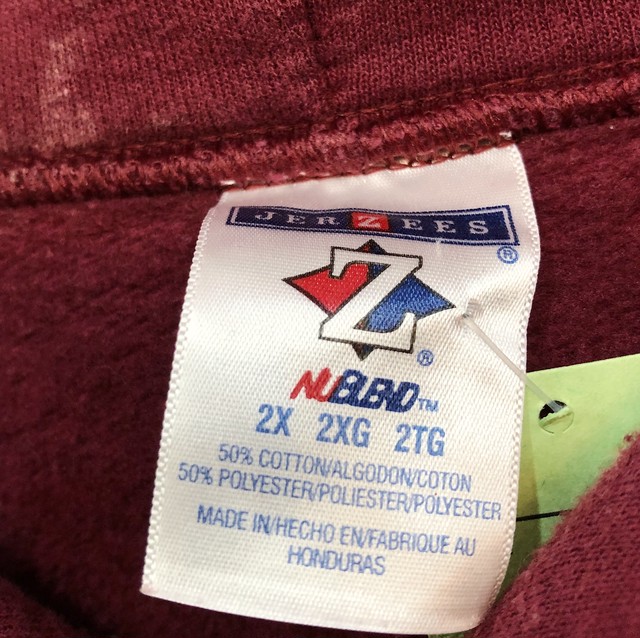 JERZEES
®
Z
®
NUBLEND™
2X 2XG 2TG
50% COTTON/ALGODON/COTON
50% POLYESTER/POLIESTER/POLYESTER
MADE IN/HECHO EN/FABRIQUE AU
HONDURAS